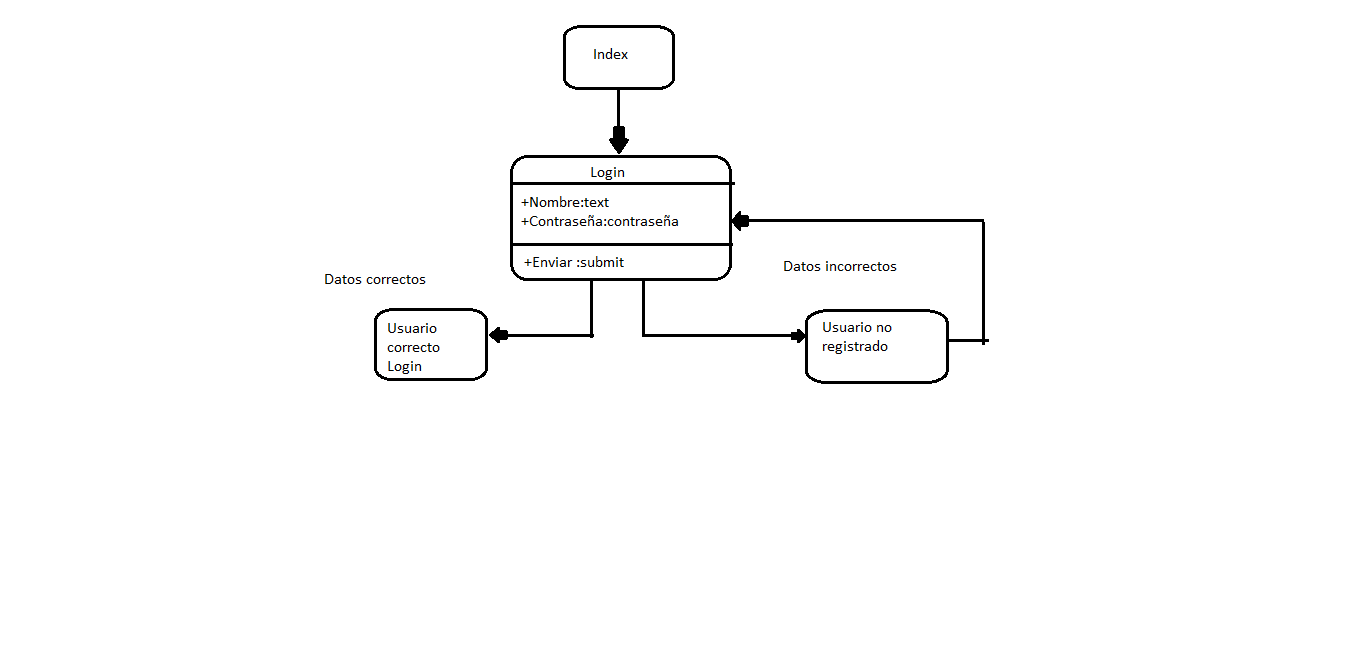 Index
Login
+Nombre:text
+Contraseña:contraseña
+Enviar :submit
Datos correctos
Datos incorrectos
Usuario
correcto
Login
Usuario no
registrado